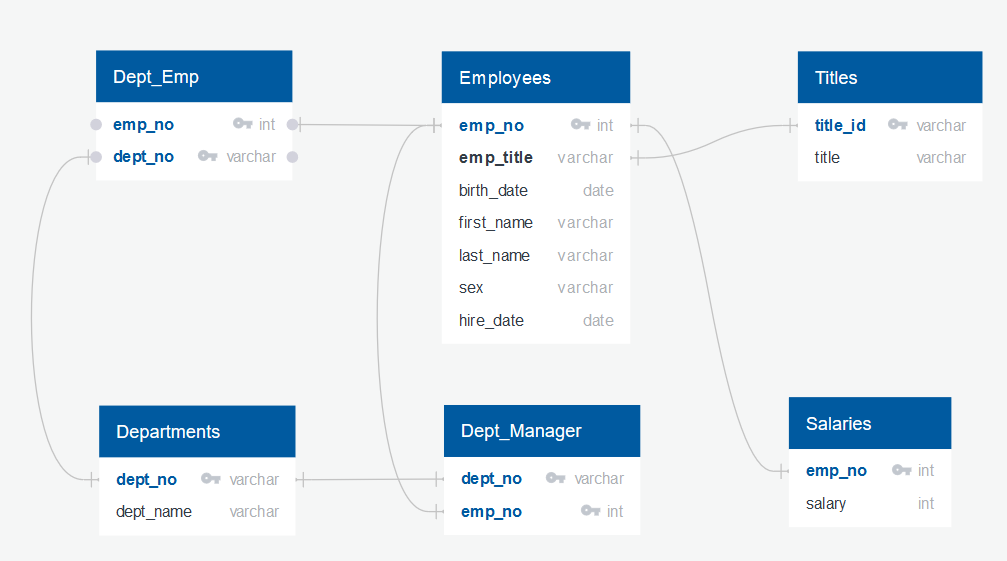 Dept_Emp
emp_no int
dept_no varchar
Employees
emp_no int
emp_title varchar
birth_date date
first_name varchar
last_name varchar
sex varchar
hire_date date
Titles
title_id varchar
title varchar
Departments
dept_no varchar
dept_name varchar
Dept_Manager
dept_no varchar
emp_no int
Salaries
emp_no int
salary int